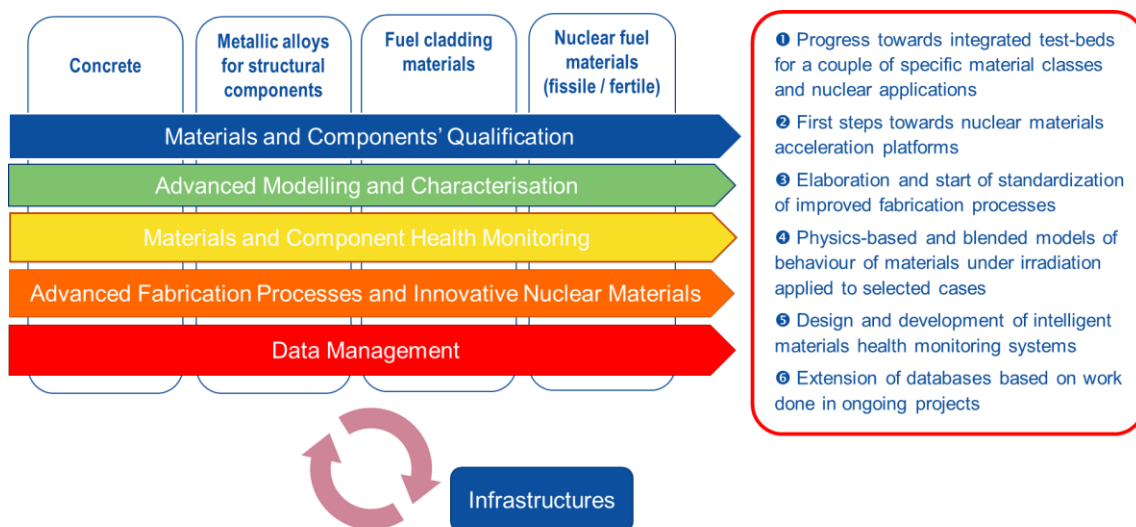 Concrete
Metallic alloys
for structural
components
Fuel cladding
materials
Nuclear fuel
materials
(fissile / fertile)
Materials and Components' Qualification
Advanced Modelling and Characterisation
Materials and Component Health Monitoring
Advanced Fabrication Processes and Innovative Nuclear Materials
Data Management
Infrastructures
❶ Progress towards integrated test-beds
for a couple of specific material classes
and nuclear applications
❷ First steps towards nuclear materials
acceleration platforms
❸ Elaboration and start of standardization
of improved fabrication processes
❹ Physics-based and blended models of
behaviour of materials under irradiation
applied to selected cases
❺ Design and development of intelligent
materials health monitoring systems
❻ Extension of databases based on work
done in ongoing projects